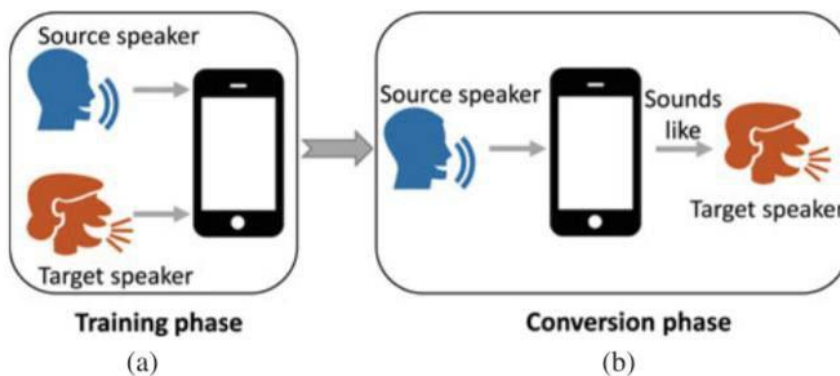 Source speaker
Target speaker
Training phase
(a)
Source speaker
Sounds
like
Target speaker
Conversion phase
(b)